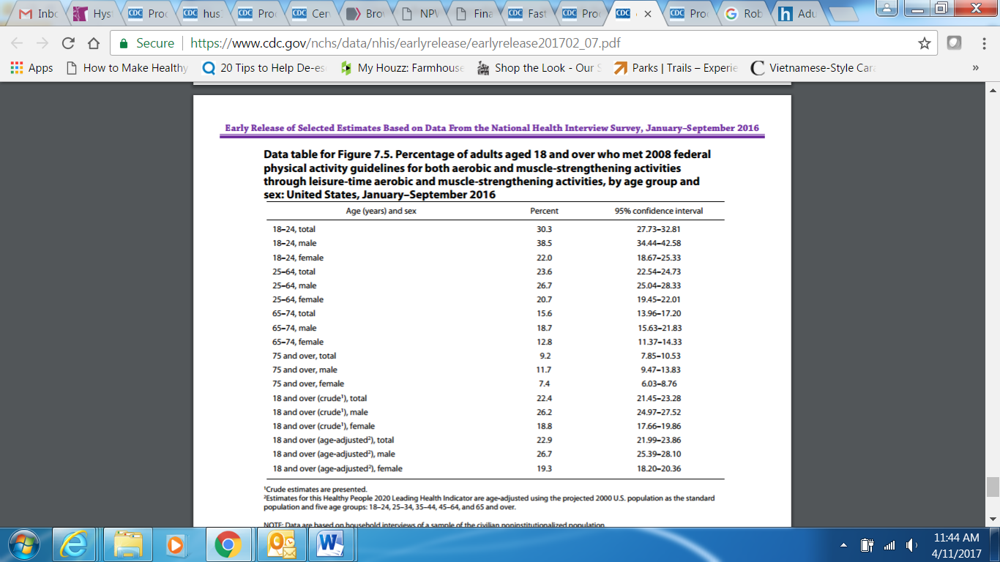 Inbo
Hyst
Proc
hus1
Proc
Cen
Bro
NPV
Fina
Fast
Proc
Proc
Rob
Adu
Secure https://www.cdc.gov/nchs/data/nhis/earlyrelease/earlyrelease201702_07.pdf
Apps How to Make Healthy 20 Tips to Help De-es My Houzz: Farmhouse Shop the Look - Our S Parks | Trails – Experie Vietnamese-Style Cara »
Early Release of Selected Estimates Based on Data From the National Health Interview Survey, January–September 2016
Data table for Figure 7.5. Percentage of adults aged 18 and over who met 2008 federal
physical activity guidelines for both aerobic and muscle-strengthening activities
through leisure-time aerobic and muscle-strengthening activities, by age group and
sex: United States, January–September 2016
Age (years) and sex Percent 95% confidence interval
18–24, total 30.3 27.73–32.81
18–24, male 38.5 34.44–42.58
18–24, female 22.0 18.67–25.33
25–64, total 23.6 22.54–24.73
25–64, male 26.7 25.04–28.33
25–64, female 20.7 19.45–22.01
65–74, total 15.6 13.96–17.20
65–74, male 18.7 15.63–21.83
65–74, female 12.8 11.37–14.33
75 and over, total 9.2 7.85–10.53
75 and over, male 11.7 9.47–13.83
75 and over, female 7.4 6.03–8.76
18 and over (crude¹), total 22.4 21.45–23.28
18 and over (crude¹), male 26.2 24.97–27.52
18 and over (crude¹), female 18.8 17.66–19.86
18 and over (age-adjusted²), total 22.9 21.99–23.86
18 and over (age-adjusted²), male 26.7 25.39–28.10
18 and over (age-adjusted²), female 19.3 18.20–20.36
¹Crude estimates are presented.
²Estimates for this Healthy People 2020 Leading Health Indicator are age-adjusted using the projected 2000 U.S. population as the standard
population and five age groups: 18–24, 25–34, 35–44, 45–64, and 65 and over.
NOTE: Data are based on household interviews of a sample of the civilian noninstitutionalized population.
11:44 AM
4/11/2017